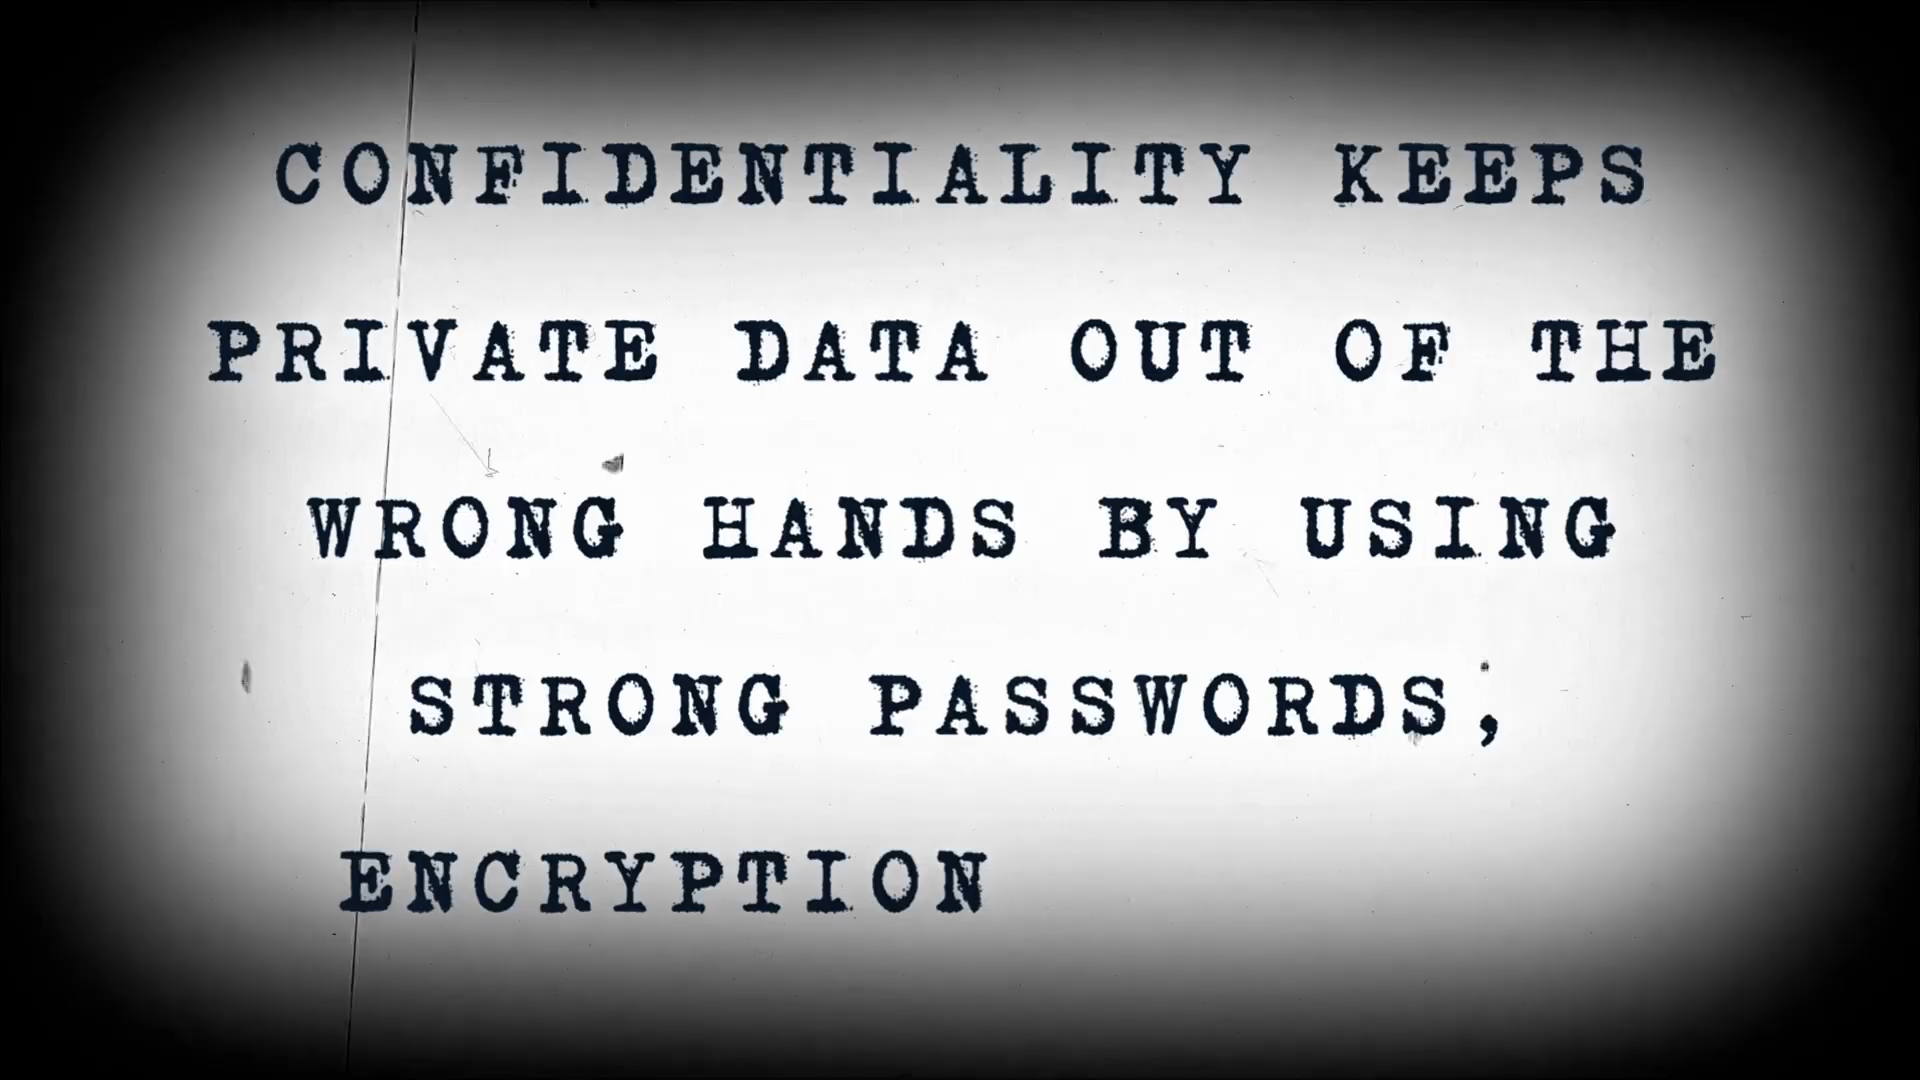 CONFIDENTIALITY KEEPS
PRIVATE DATA OUT OF THE
WRONG HANDS BY USING
STRONG PASSWORDS,
ENCRYPTION